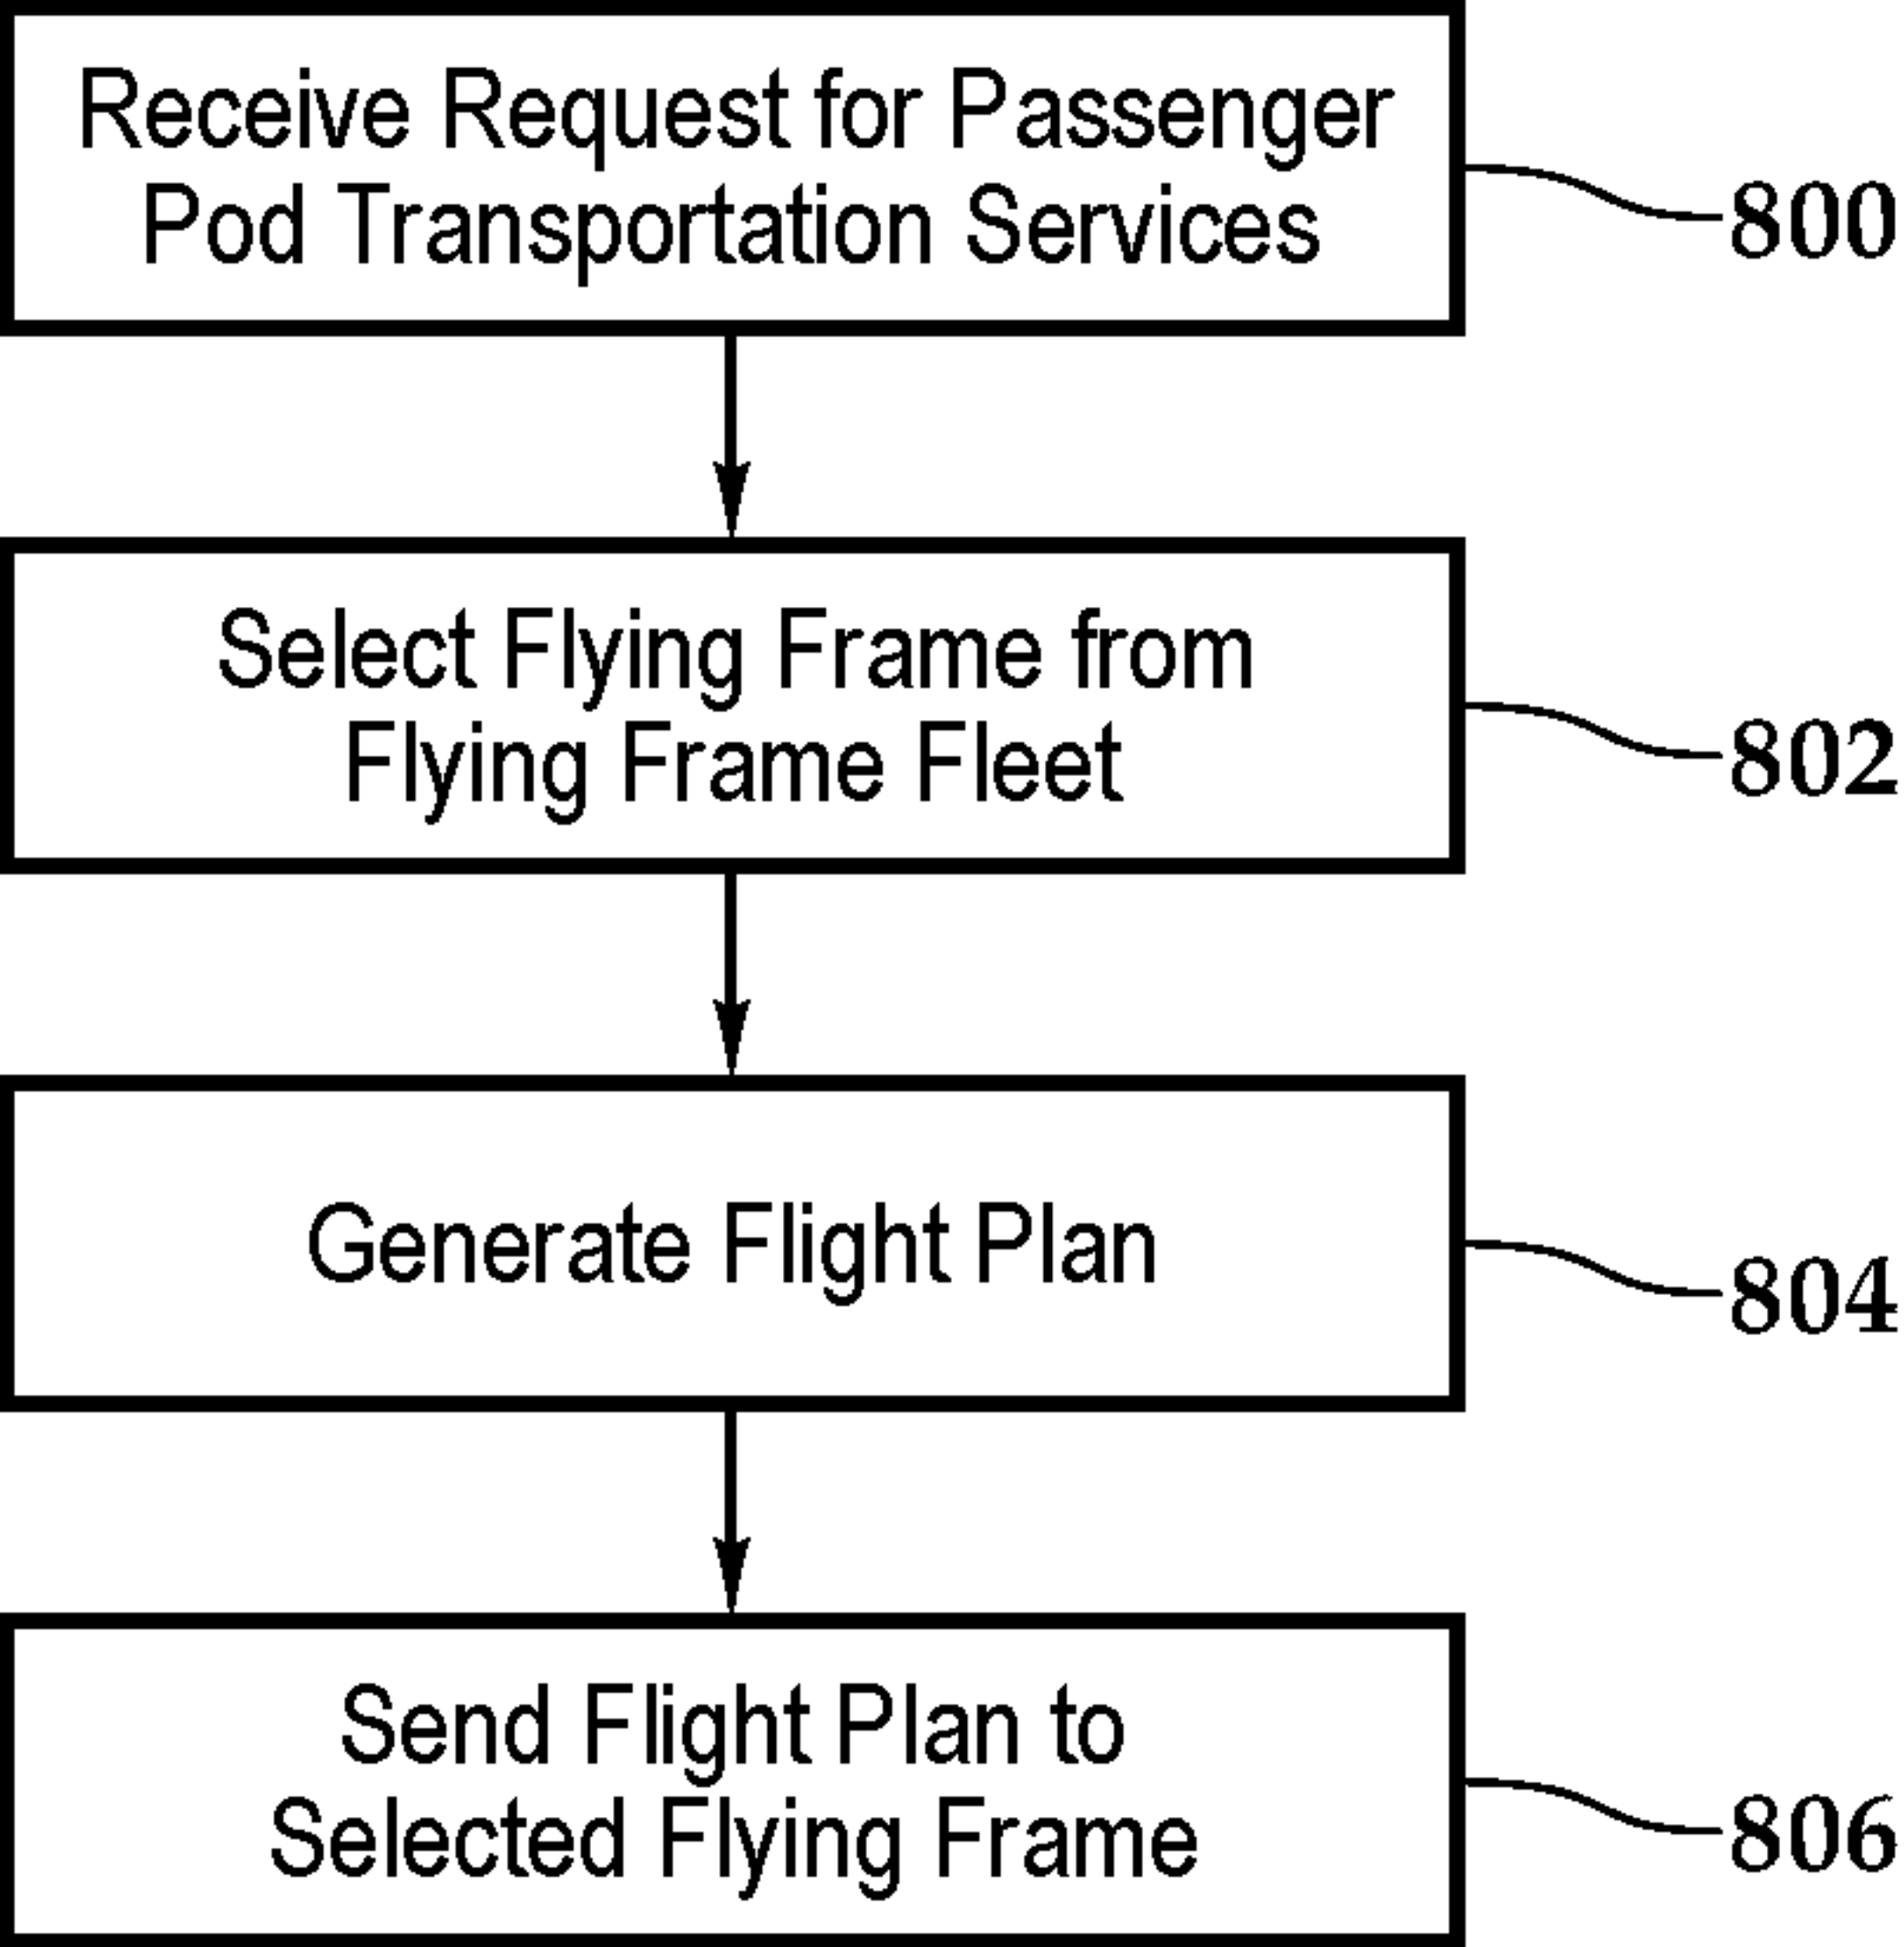 Receive Request for Passenger
Pod Transportation Services
800
Select Flying Frame from
Flying Frame Fleet
802
Generate Flight Plan
804
Send Flight Plan to
Selected Flying Frame
806